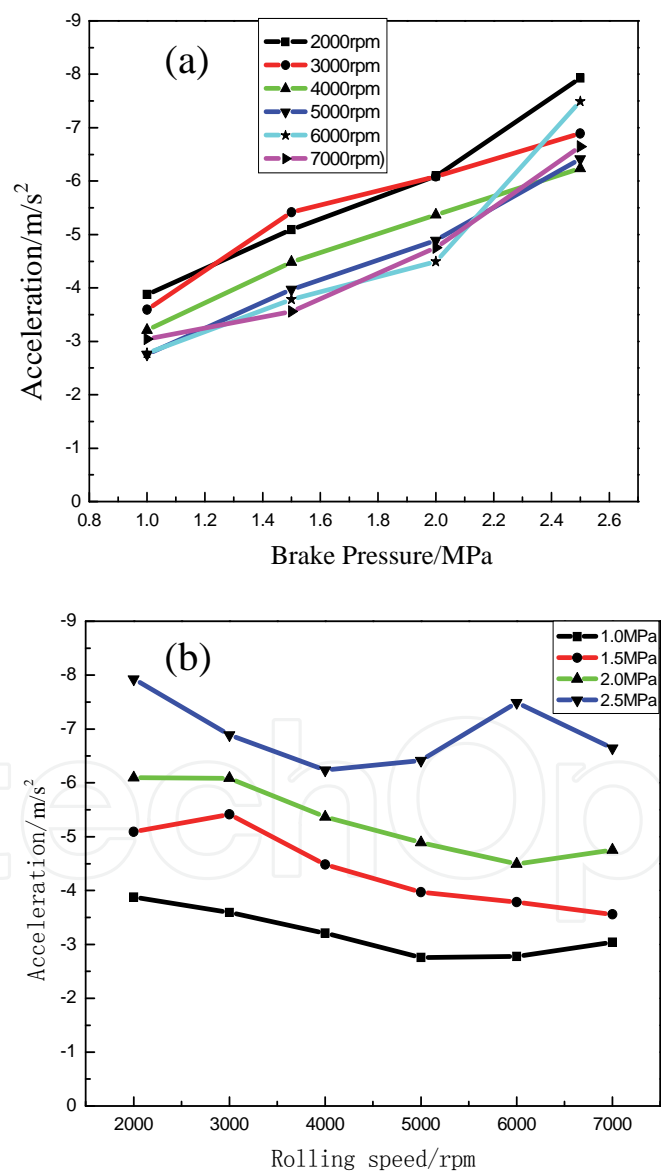 (a)
2000rpm
3000rpm
4000rpm
5000rpm
6000rpm
7000rpm)
-9
-8
-7
-6
-5
-4
-3
-2
-1
0
Acceleration/m/s²
0.8 1.0 1.2 1.4 1.6 1.8 2.0 2.2 2.4 2.6
Brake Pressure/MPa
(b)
1.0MPa
1.5MPa
2.0MPa
2.5MPa
-9
-8
-7
-6
-5
-4
-3
-2
-1
0
Acceleration/m/s²
2000 3000 4000 5000 6000 7000
Rolling speed/rpm
techOp